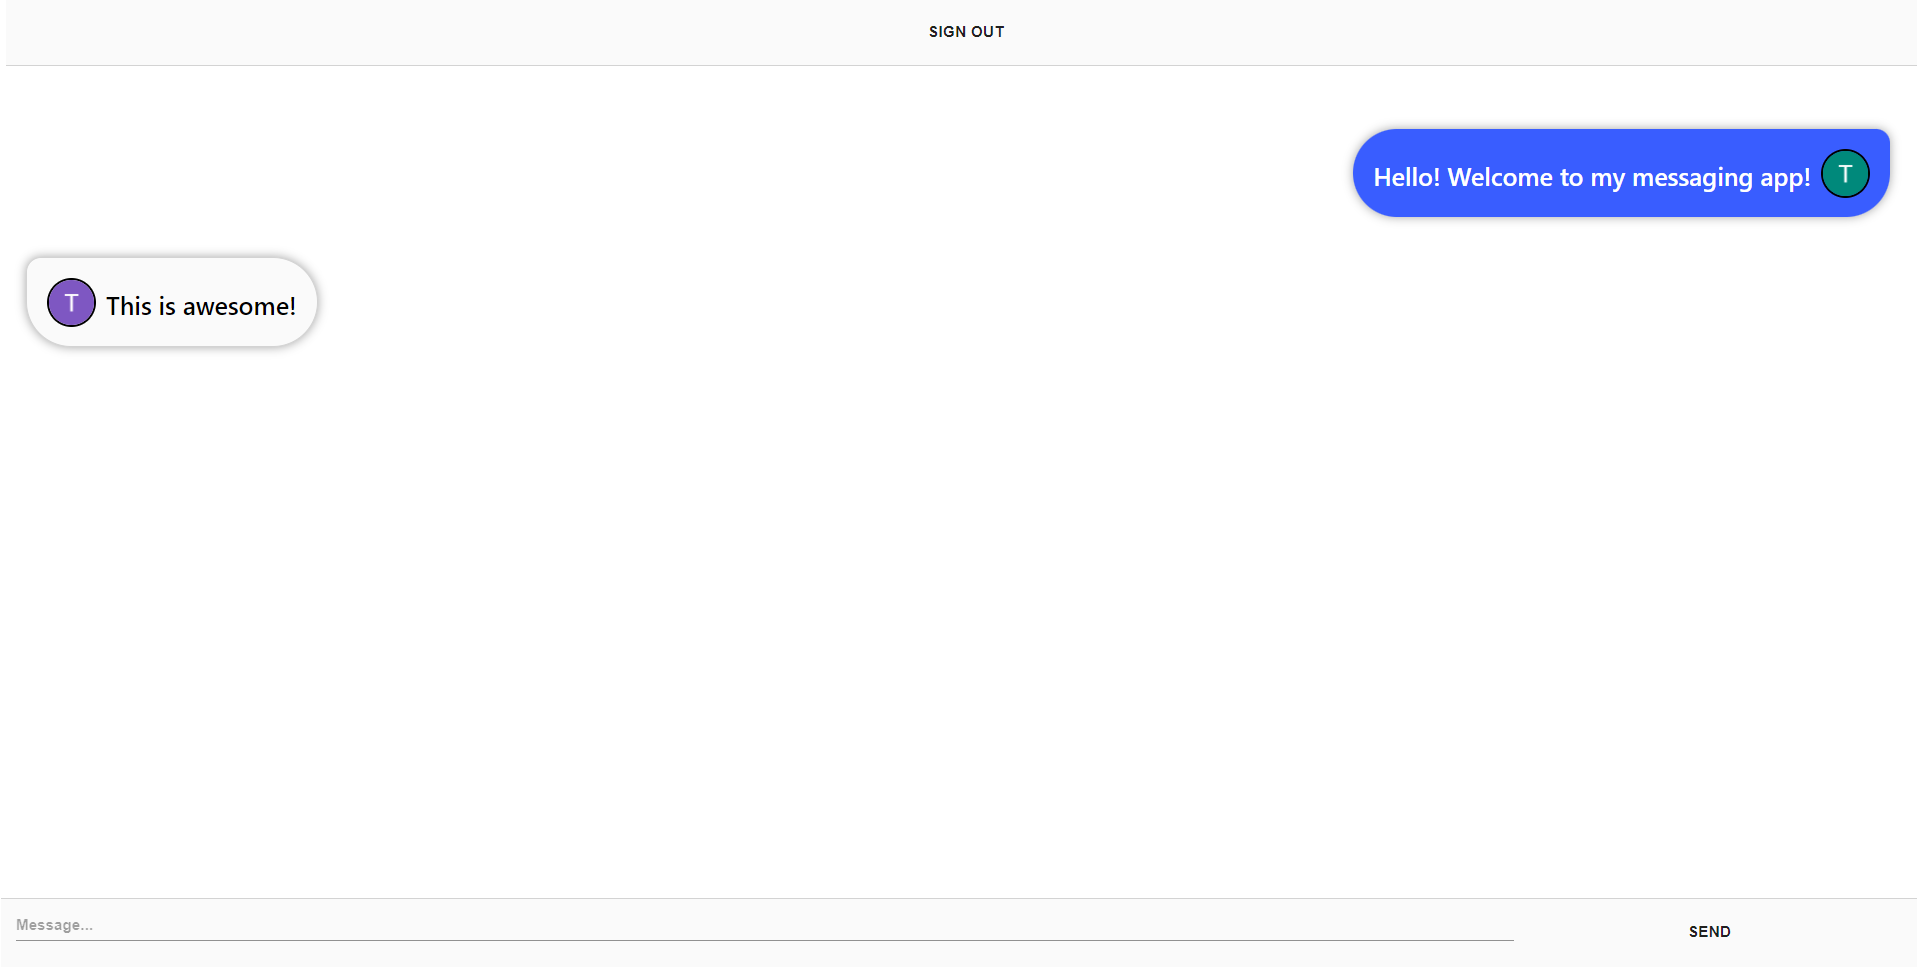 SIGN OUT
Hello! Welcome to my messaging app! T
T This is awesome!
Message...
SEND